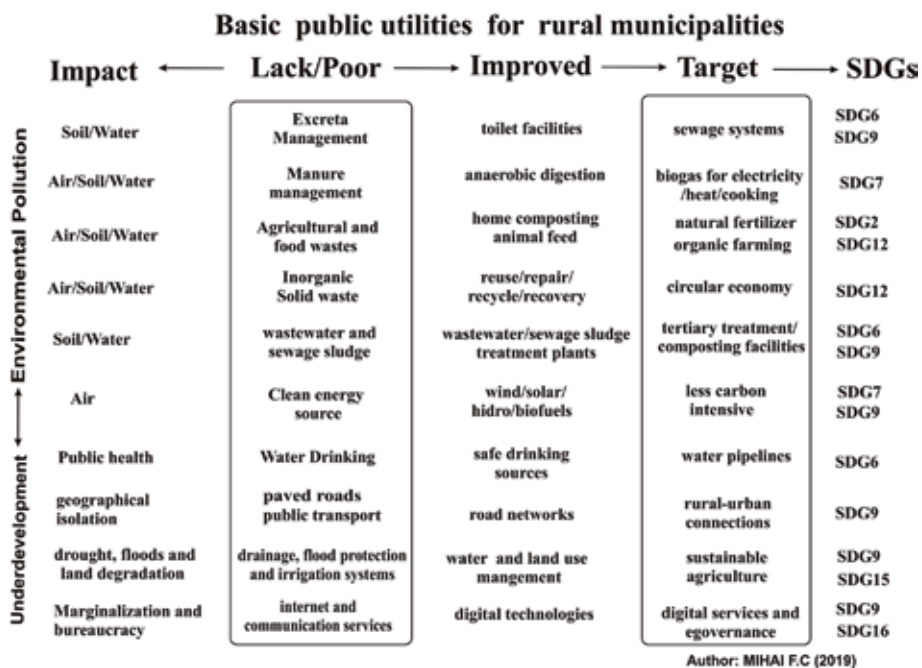 Basic public utilities for rural municipalities
Impact Lack/Poor Improved Target SDGs
Soil/Water
Excreta
Management
toilet facilities
sewage systems
SDG6
SDG9
Air/Soil/Water
Manure
management
anaerobic digestion
biogas for electricity
/heat/cooking
SDG7
Air/Soil/Water
Agricultural and
food wastes
home composting
animal feed
natural fertilizer
organic farming
SDG2
SDG12
Air/Soil/Water
Inorganic
Solid waste
reuse/repair/
recycle/recovery
circular economy
SDG12
Soil/Water
wastewater and
sewage sludge
wastewater/sewage sludge
treatment plants
tertiary treatment/
composting facilities
SDG6
SDG9
Air
Clean energy
source
wind/solar/
hidro/biofuels
less carbon
intensive
SDG7
SDG9
Public health
Water Drinking
safe drinking
sources
water pipelines
SDG6
geographical
isolation
paved roads
public transport
road networks
rural-urban
connections
SDG9
drought, floods and
land degradation
drainage, flood protection
and irrigation systems
water and land use
mangement
sustainable
agriculture
SDG9
SDG15
Marginalization and
bureaucracy
internet and
communication services
digital technologies
digital services and
egovernance
SDG9
SDG16
Underdevelopment
Environmental Pollution
Author: MIHAI F.C (2019)